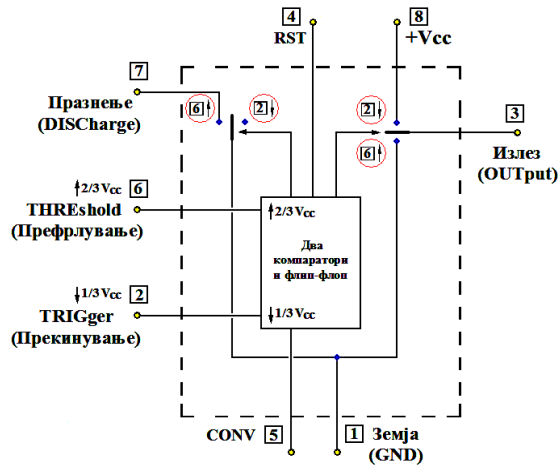 4
RST
8
+Vcc
7
Празнење
(DISCharge)
6
2
2
6
3
Излез
(OUTput)
2/3 Vcc
6
THREshold
(Префрлување)
2/3 Vcc
Два
компаратори
и флип-флоп
1/3 Vcc
1/3 Vcc
2
TRIGger
(Прекинување)
CONV 5
1 Земја
(GND)